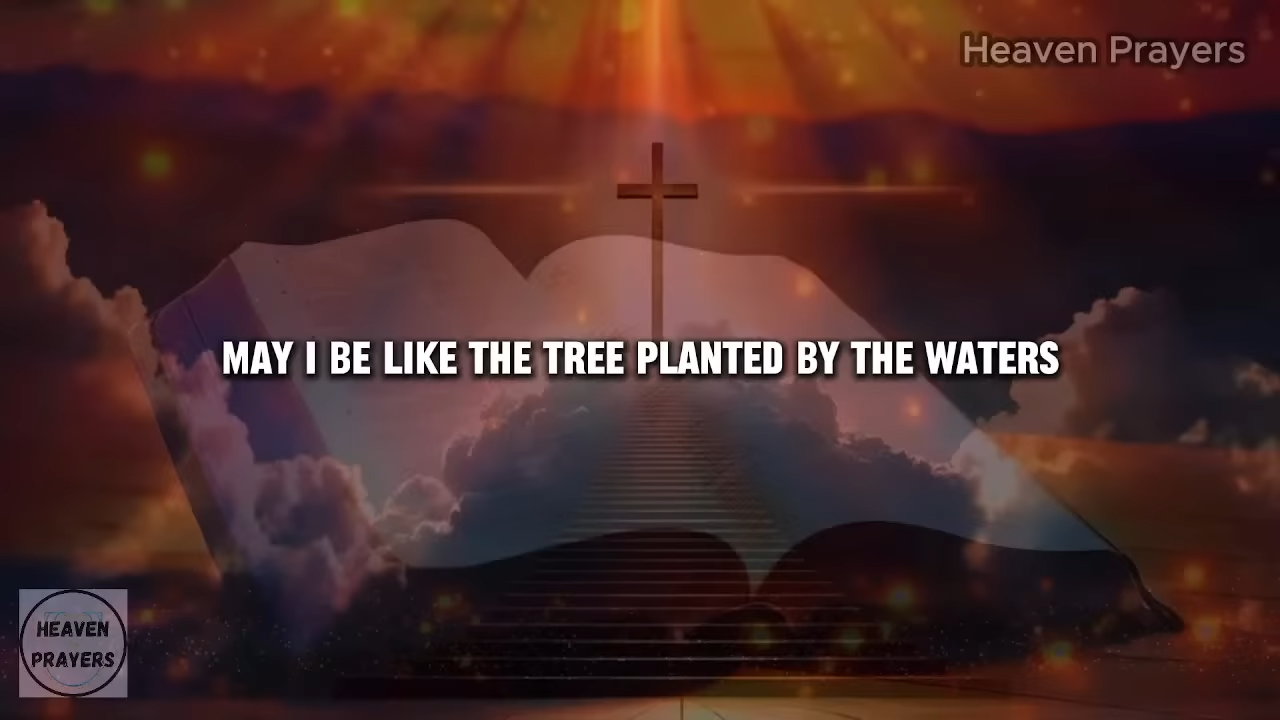 Heaven Prayers
MAY I BE LIKE THE TREE PLANTED BY THE WATERS
HEAVEN
PRAYERS